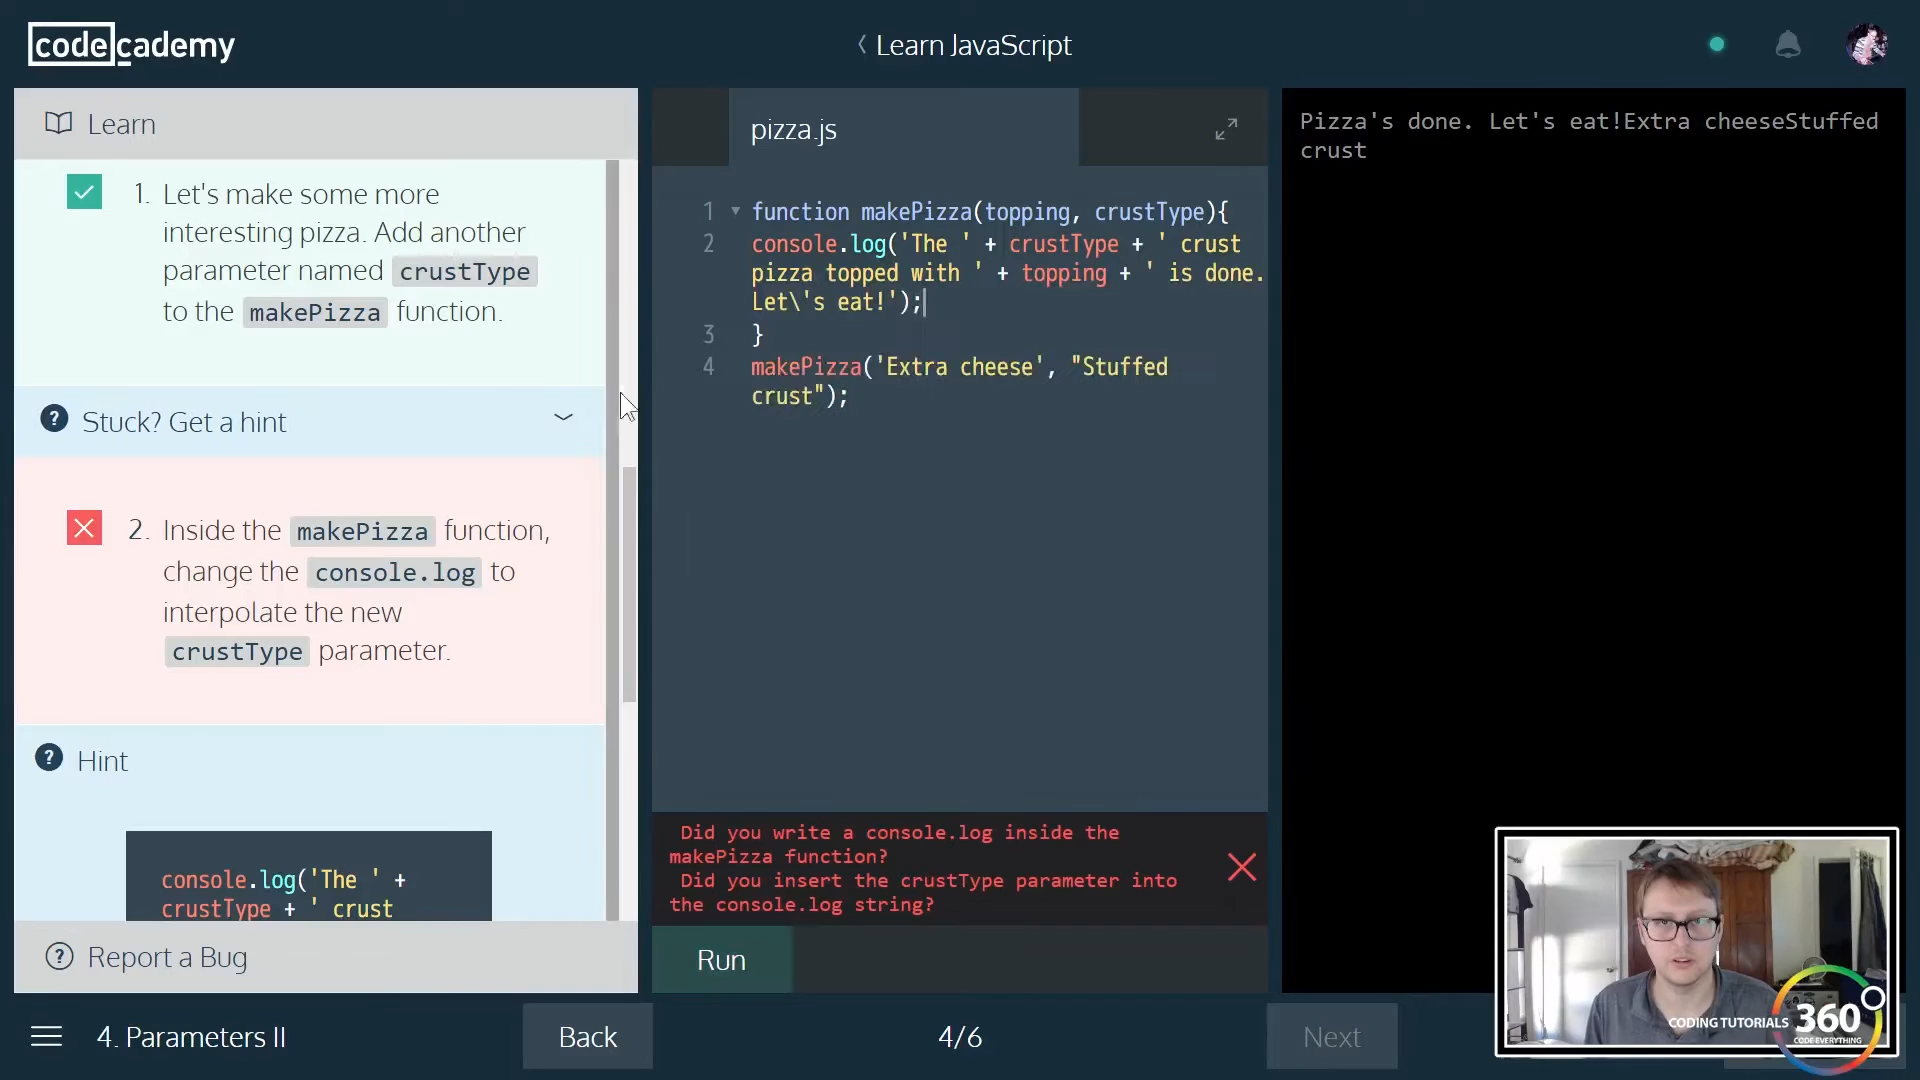 codecademy
Learn JavaScript
Learn
1. Let's make some more
interesting pizza. Add another
parameter named crustType
to the makePizza function.
Stuck? Get a hint
2. Inside the makePizza function,
change the console.log to
interpolate the new
crustType parameter.
Hint
console.log('The ' +
crustType + ' crust
Report a Bug
pizza.js
1 function makePizza(topping, crustType){
2 console.log('The ' + crustType + ' crust
pizza topped with ' + topping + ' is done.
Let\'s eat!');
3 }
4 makePizza('Extra cheese', "Stuffed
crust");
Did you write a console.log inside the
makePizza function?
Did you insert the crustType parameter into
the console.log string?
Run
Pizza's done. Let's eat!Extra cheeseStuffed
crust
4. Parameters II
Back
4/6
Next
CODING TUTORIALS 360
CODE EVERYTHING